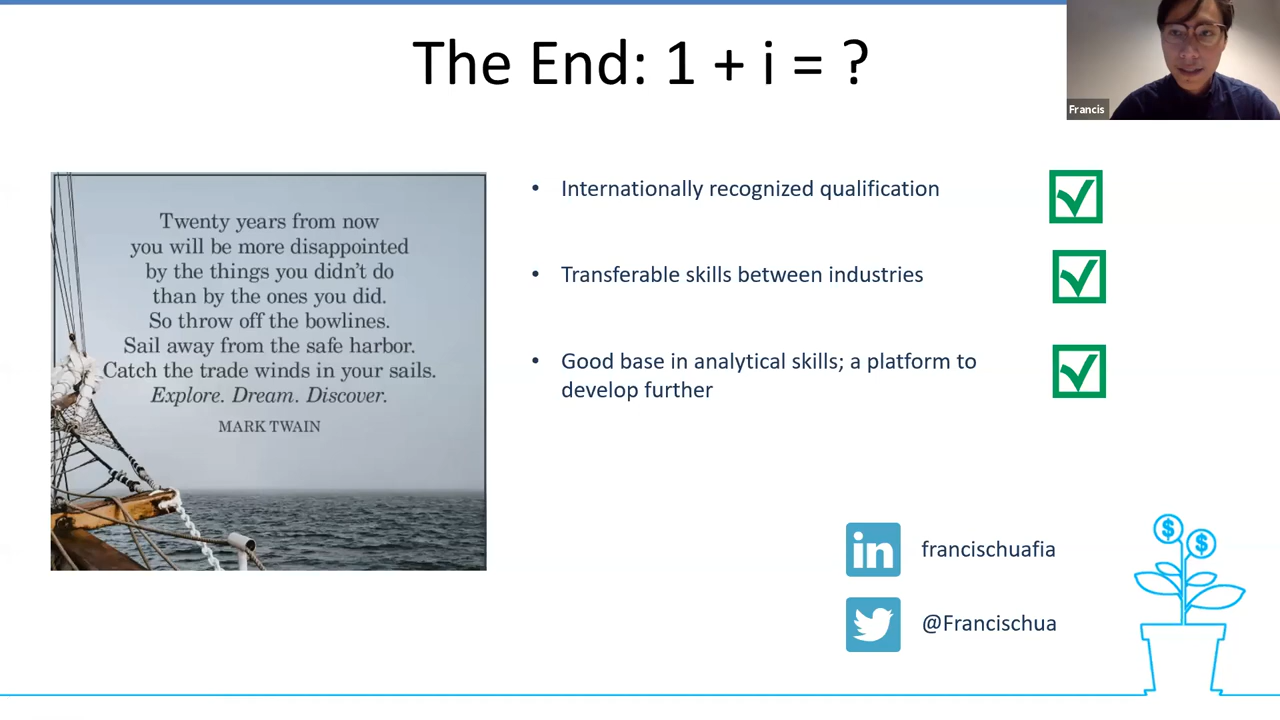 The End: 1 + i = ?
Francis
Twenty years from now
you will be more disappointed
by the things you didn’t do
than by the ones you did.
So throw off the bowlines.
Sail away from the safe harbor.
Catch the trade winds in your sails.
Explore. Dream. Discover.
MARK TWAIN
• Internationally recognized qualification
• Transferable skills between industries
• Good base in analytical skills; a platform to
develop further
in francischuafia
@Francischua
$
$